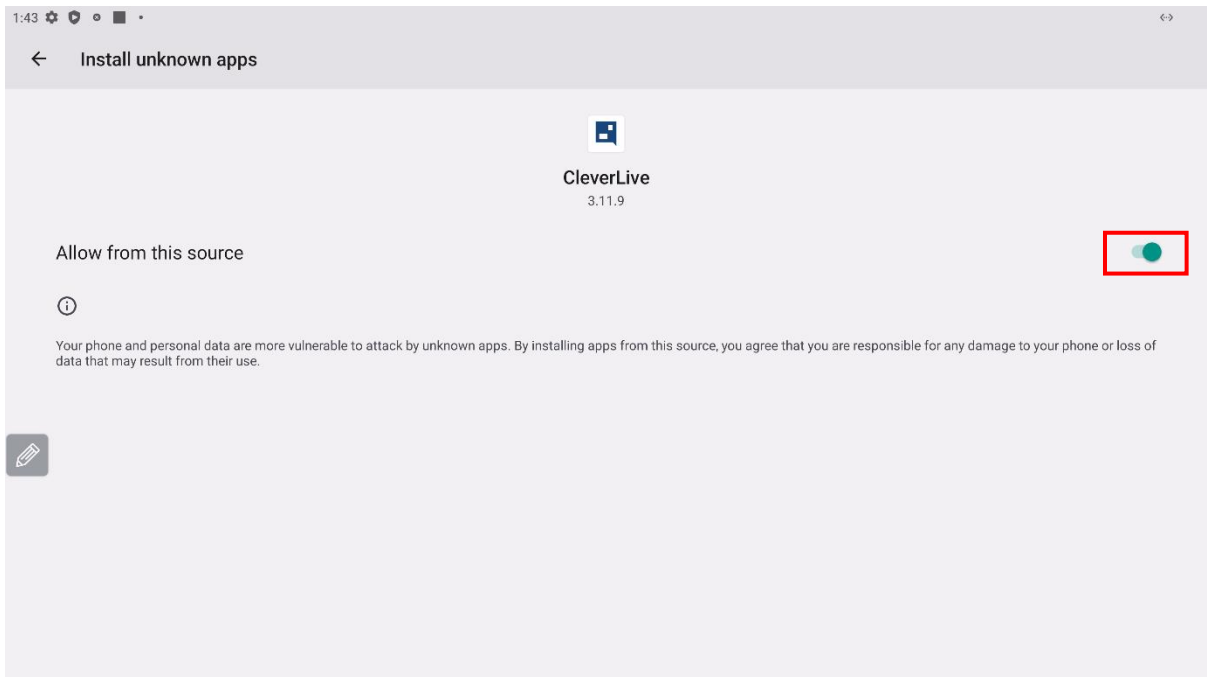 1:43
Install unknown apps
CleverLive
3.11.9
Allow from this source
Your phone and personal data are more vulnerable to attack by unknown apps. By installing apps from this source, you agree that you are responsible for any damage to your phone or loss of
data that may result from their use.